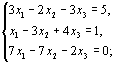 3x₁ − 2x₂ − 3x₃ = 5,
x₁ − 3x₂ + 4x₃ = 1,
7x₁ − 7x₂ − 2x₃ = 0;